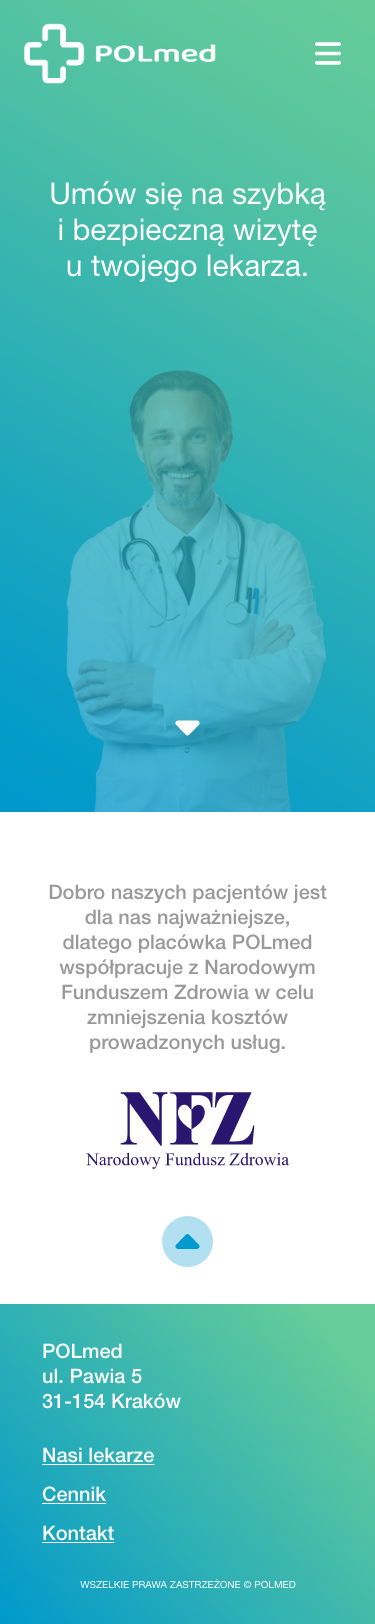 POLmed
Umów się na szybką
i bezpieczną wizytę
u twojego lekarza.
Dobro naszych pacjentów jest
dla nas najważniejsze,
dlatego placówka POLmed
współpracuje z Narodowym
Funduszem Zdrowia w celu
zmniejszenia kosztów
prowadzonych usług.
NFZ
Narodowy Fundusz Zdrowia
POLmed
ul. Pawia 5
31-154 Kraków
Nasi lekarze
Cennik
Kontakt
WSZELKIE PRAWA ZASTRZEŻONE © POLMED